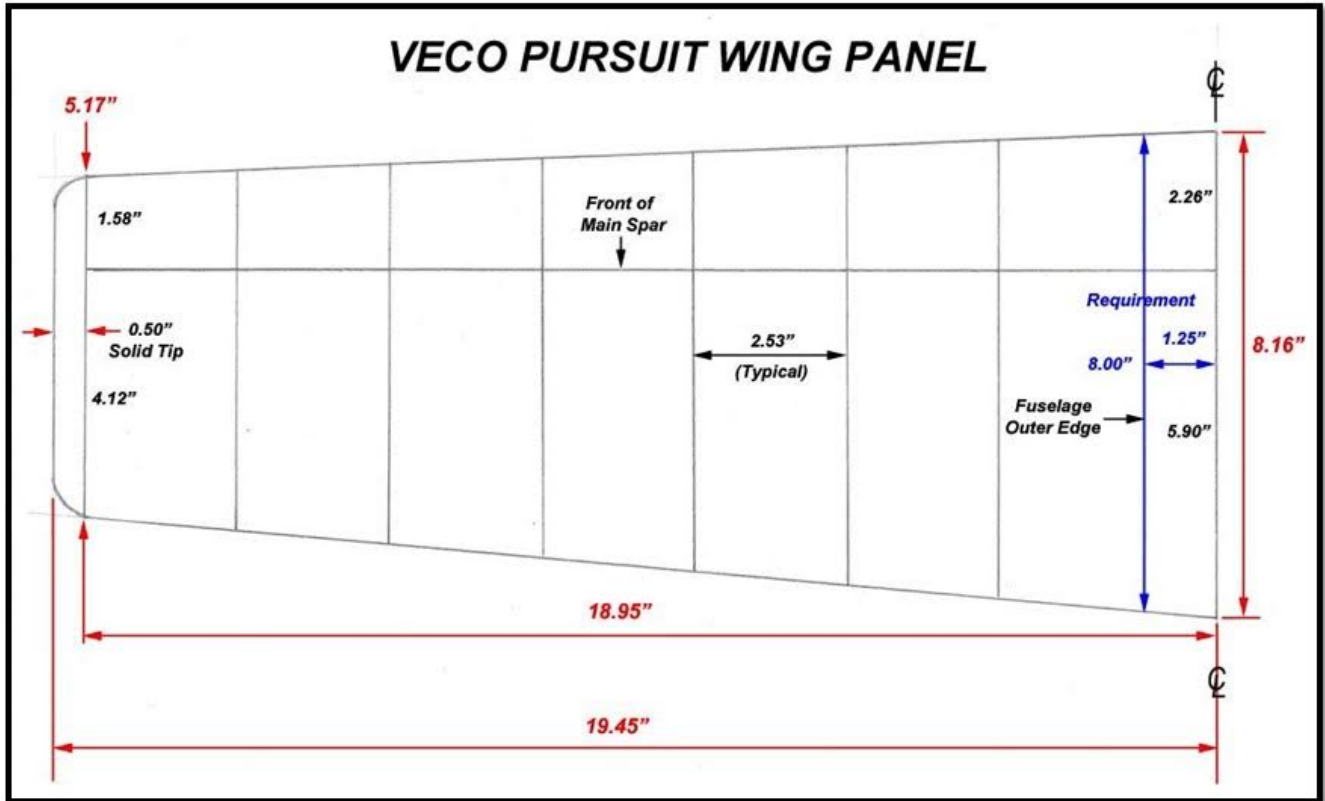 VECO PURSUIT WING PANEL
℄
5.17”
1.58”
Front of
Main Spar
2.26”
Requirement
0.50”
Solid Tip
2.53”
(Typical)
1.25”
8.00”
8.16”
4.12”
Fuselage
Outer Edge
5.90”
18.95”
℄
19.45”